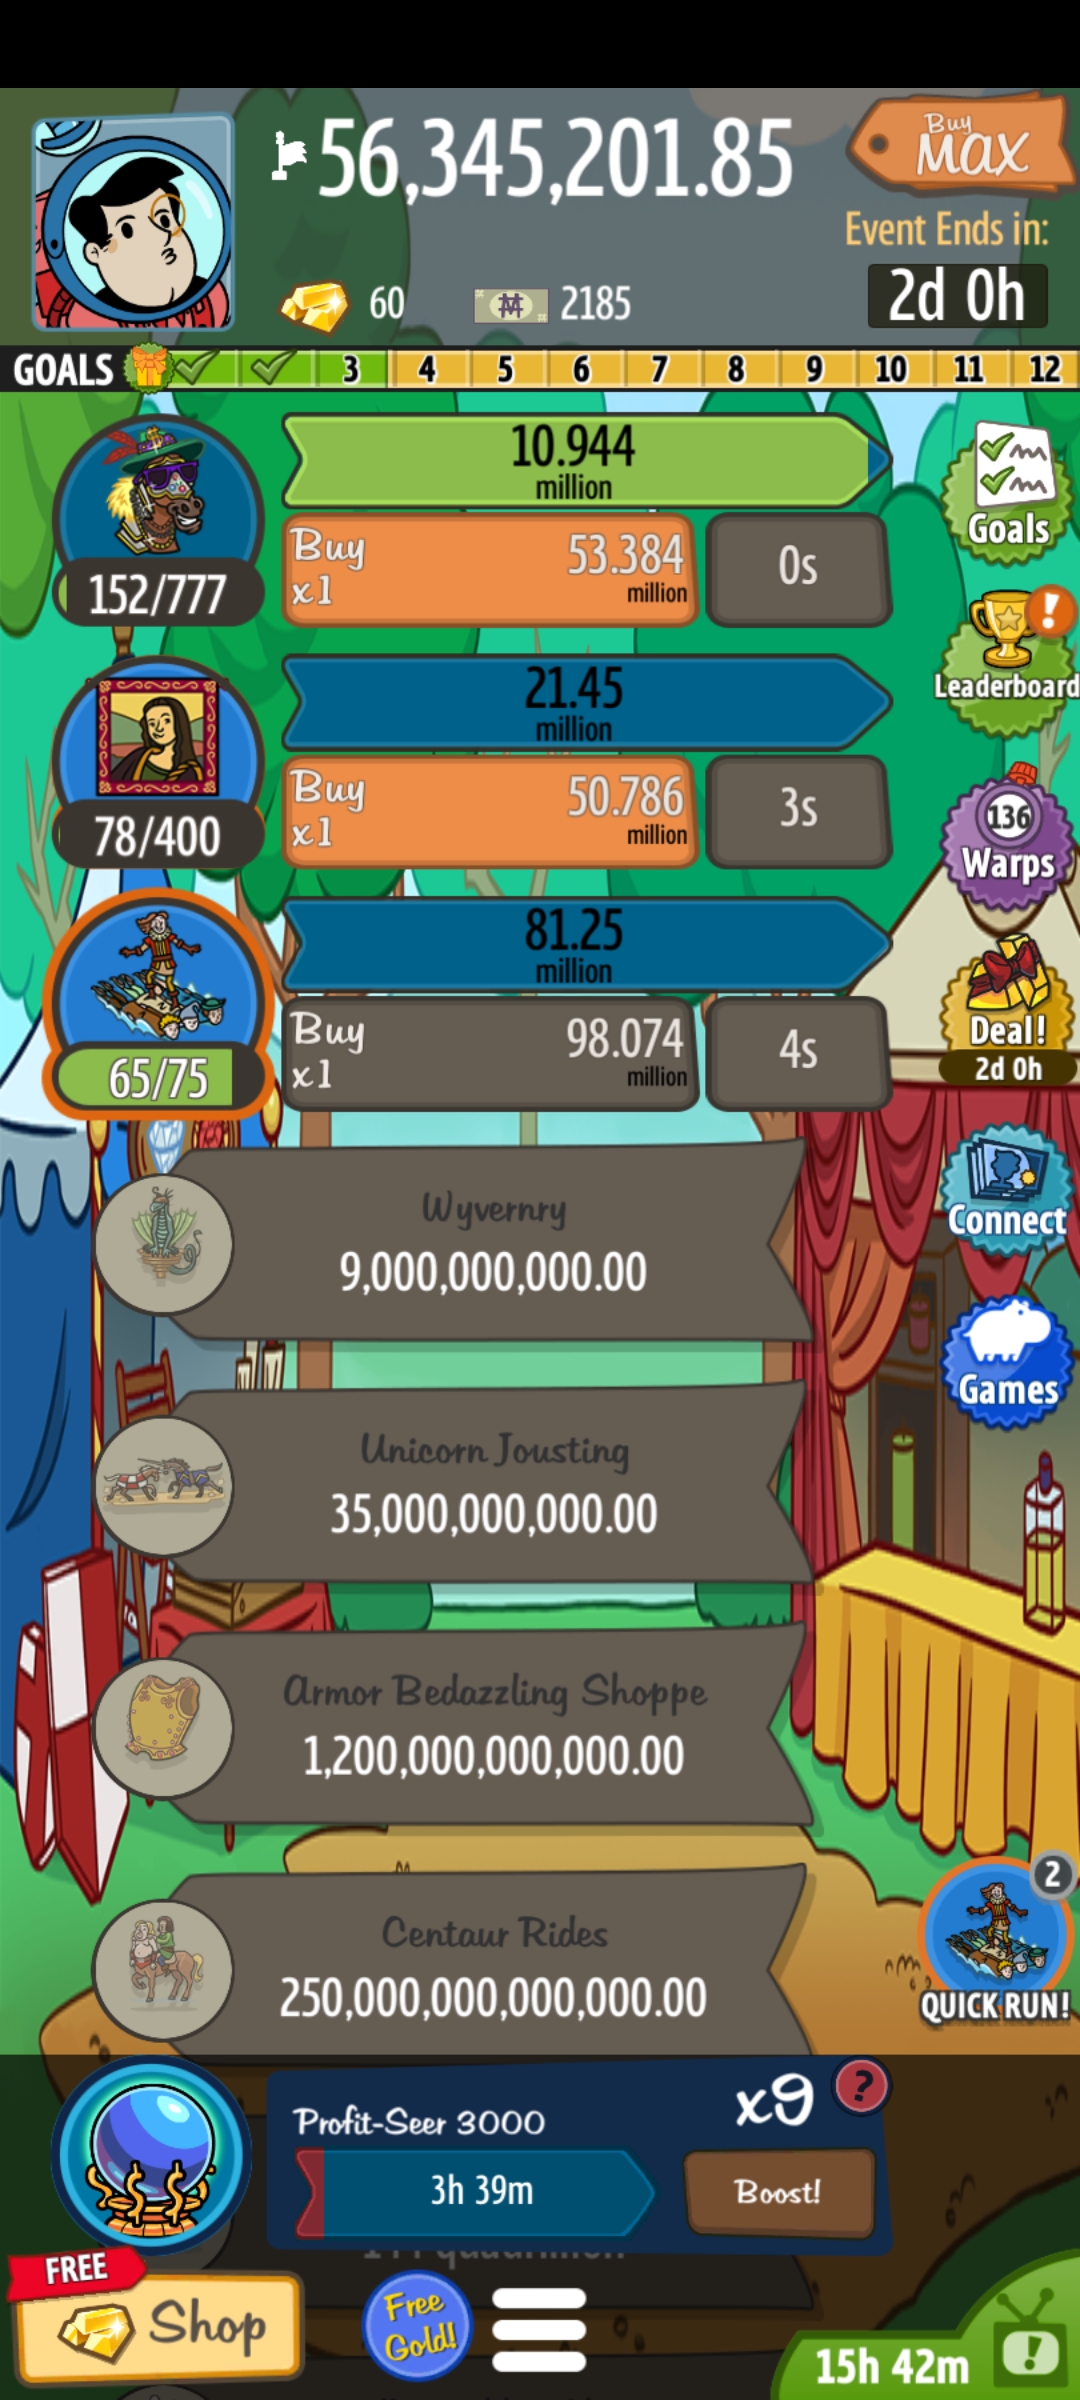 56,345,201.85
Buy
MAX
Event Ends in:
2d 0h
60
2185
GOALS 3 4 5 6 7 8 9 10 11 12
10.944
million
Buy
x1
53.384
million
0s
152/777
Goals
21.45
million
Buy
x1
50.786
million
3s
78/400
Leaderboard
136
Warps
81.25
million
Buy
x1
98.074
million
4s
65/75
Deal!
2d 0h
Wyvernry
9,000,000,000.00
Connect
Unicorn Jousting
35,000,000,000.00
Games
Armor Bedazzling Shoppe
1,200,000,000,000.00
Centaur Rides
250,000,000,000,000.00
2
QUICK RUN!
Profit-Seer 3000
x9
?
3h 39m
Boost!
FREE
Shop
Free
Gold!
15h 42m